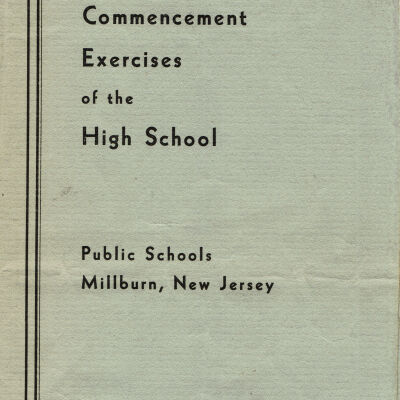 Commencement
Exercises
of the
High School
Public Schools
Millburn, New Jersey